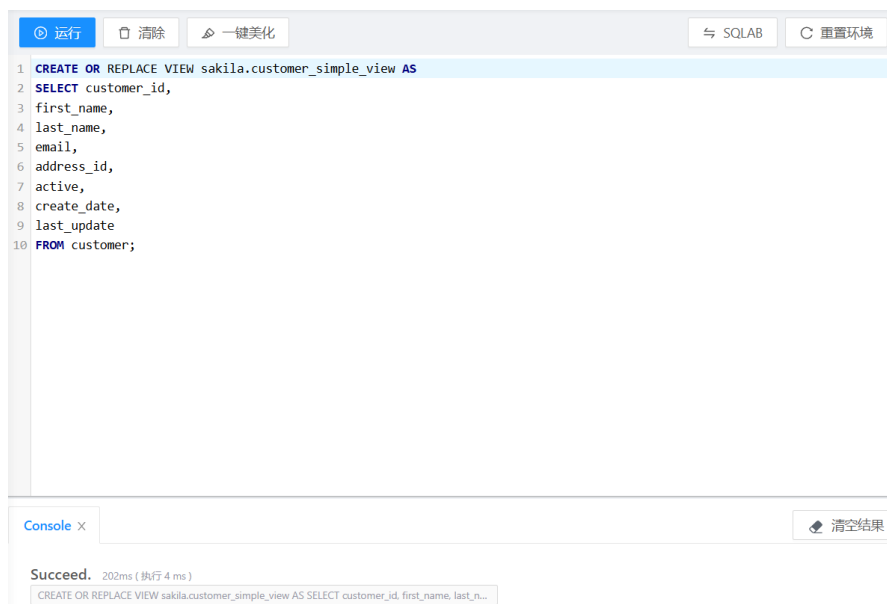 运行 清除 一键美化 SQLAB 重置环境
1 CREATE OR REPLACE VIEW sakila.customer_simple_view AS
2 SELECT customer_id,
3 first_name,
4 last_name,
5 email,
6 address_id,
7 active,
8 create_date,
9 last_update
10 FROM customer;
Console × 清空结果
Succeed. 202ms ( 执行 4 ms )
CREATE OR REPLACE VIEW sakila.customer_simple_view AS SELECT customer_id, first_name, last_n...